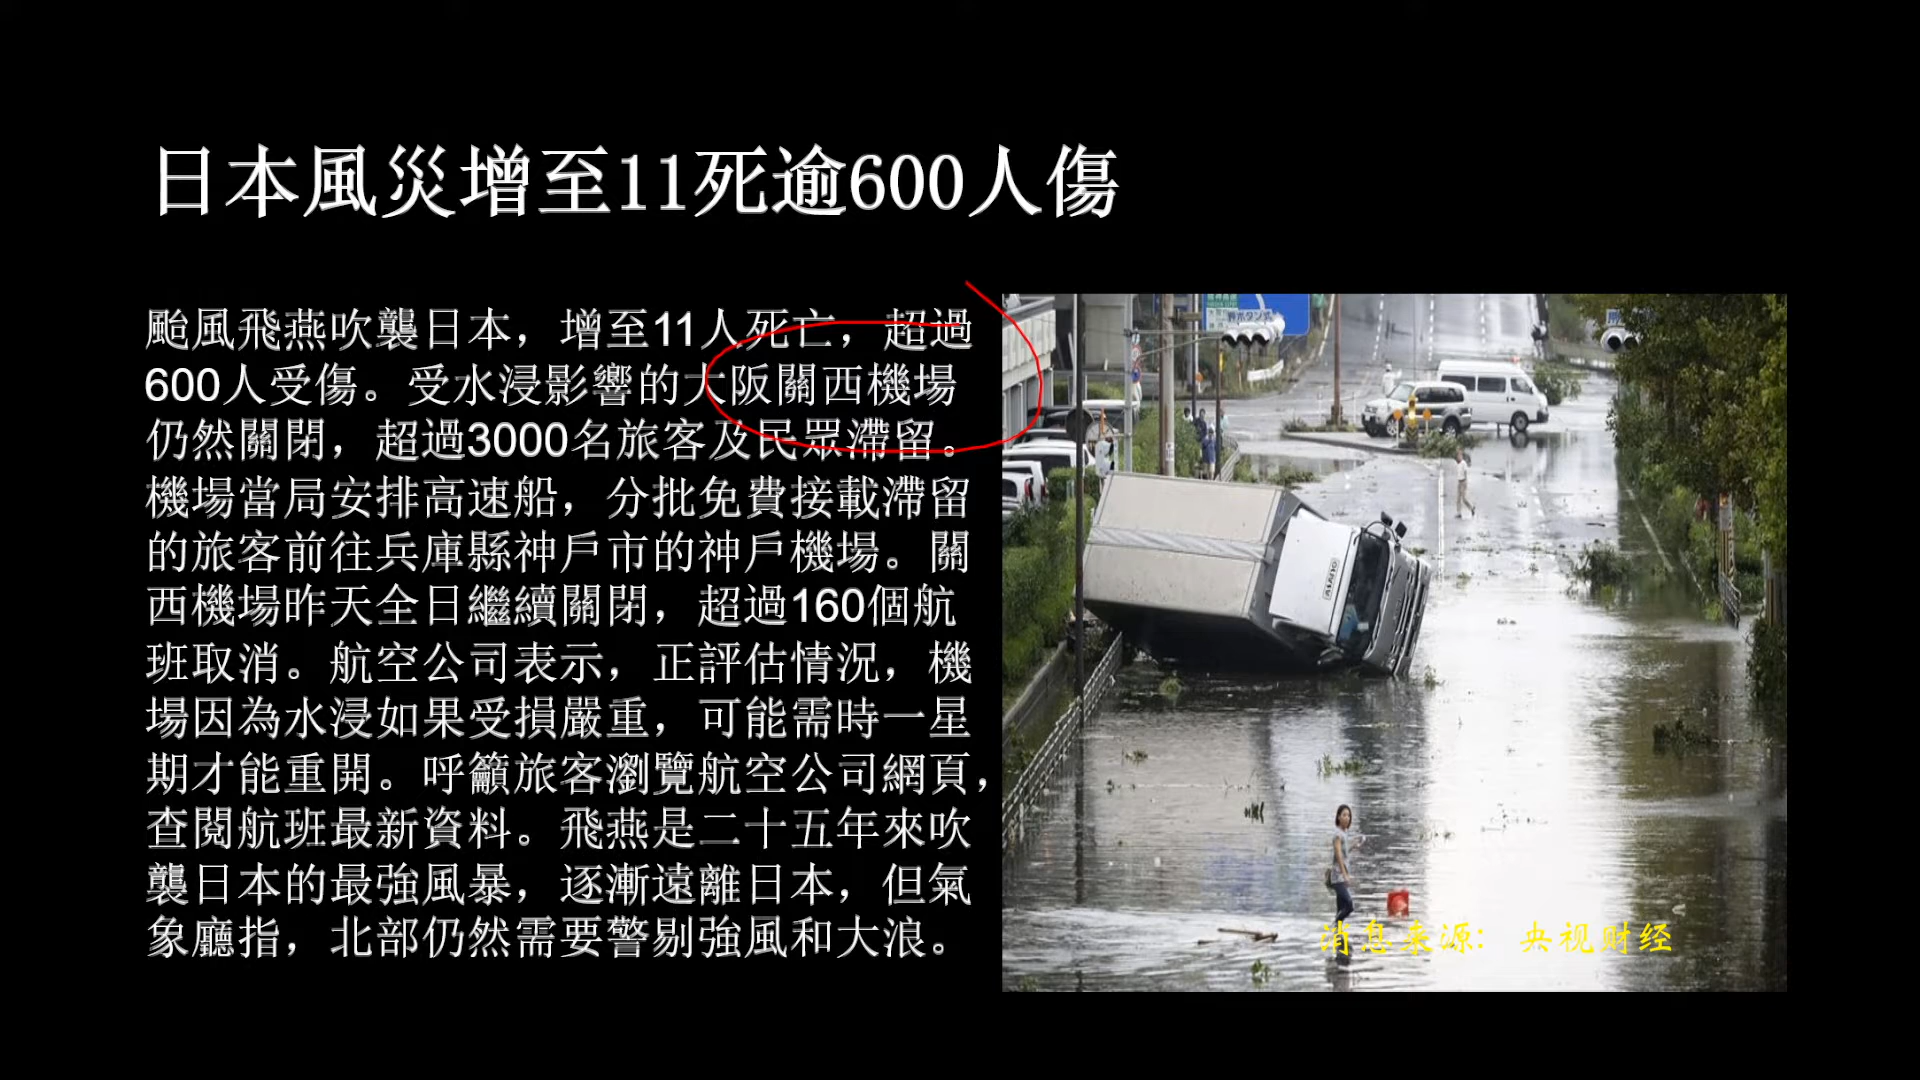 日本風災增至11死逾600人傷
颱風飛燕吹襲日本，增至11人死亡，超過
600人受傷。受水浸影響的大阪關西機場
仍然關閉，超過3000名旅客及民眾滯留。
機場當局安排高速船，分批免費接載滯留
的旅客前往兵庫縣神戶市的神戶機場。關
西機場昨天全日繼續關閉，超過160個航
班取消。航空公司表示，正評估情況，機
場因為水浸如果受損嚴重，可能需時一星
期才能重開。呼籲旅客瀏覽航空公司網頁，
查閱航班最新資料。飛燕是二十五年來吹
襲日本的最強風暴，逐漸遠離日本，但氣
象廳指，北部仍然需要警剔強風和大浪。
消息来源: 央视财经